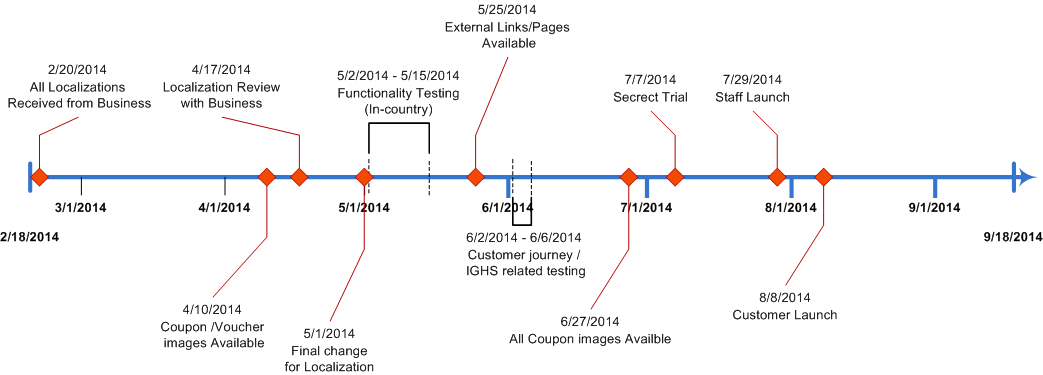 5/25/2014
External Links/Pages
Available
2/20/2014
All Localizations
Received from Business
4/17/2014
Localization Review
with Business
5/2/2014 - 5/15/2014
Functionality Testing
(In-country)
7/7/2014
Secrect Trial
7/29/2014
Staff Launch
3/1/2014
4/1/2014
5/1/2014
6/1/2014
7/1/2014
8/1/2014
9/1/2014
2/18/2014
9/18/2014
6/2/2014 - 6/6/2014
Customer journey /
IGHS related testing
4/10/2014
Coupon /Voucher
images Available
5/1/2014
Final change
for Localization
6/27/2014
All Coupon images Availble
8/8/2014
Customer Launch